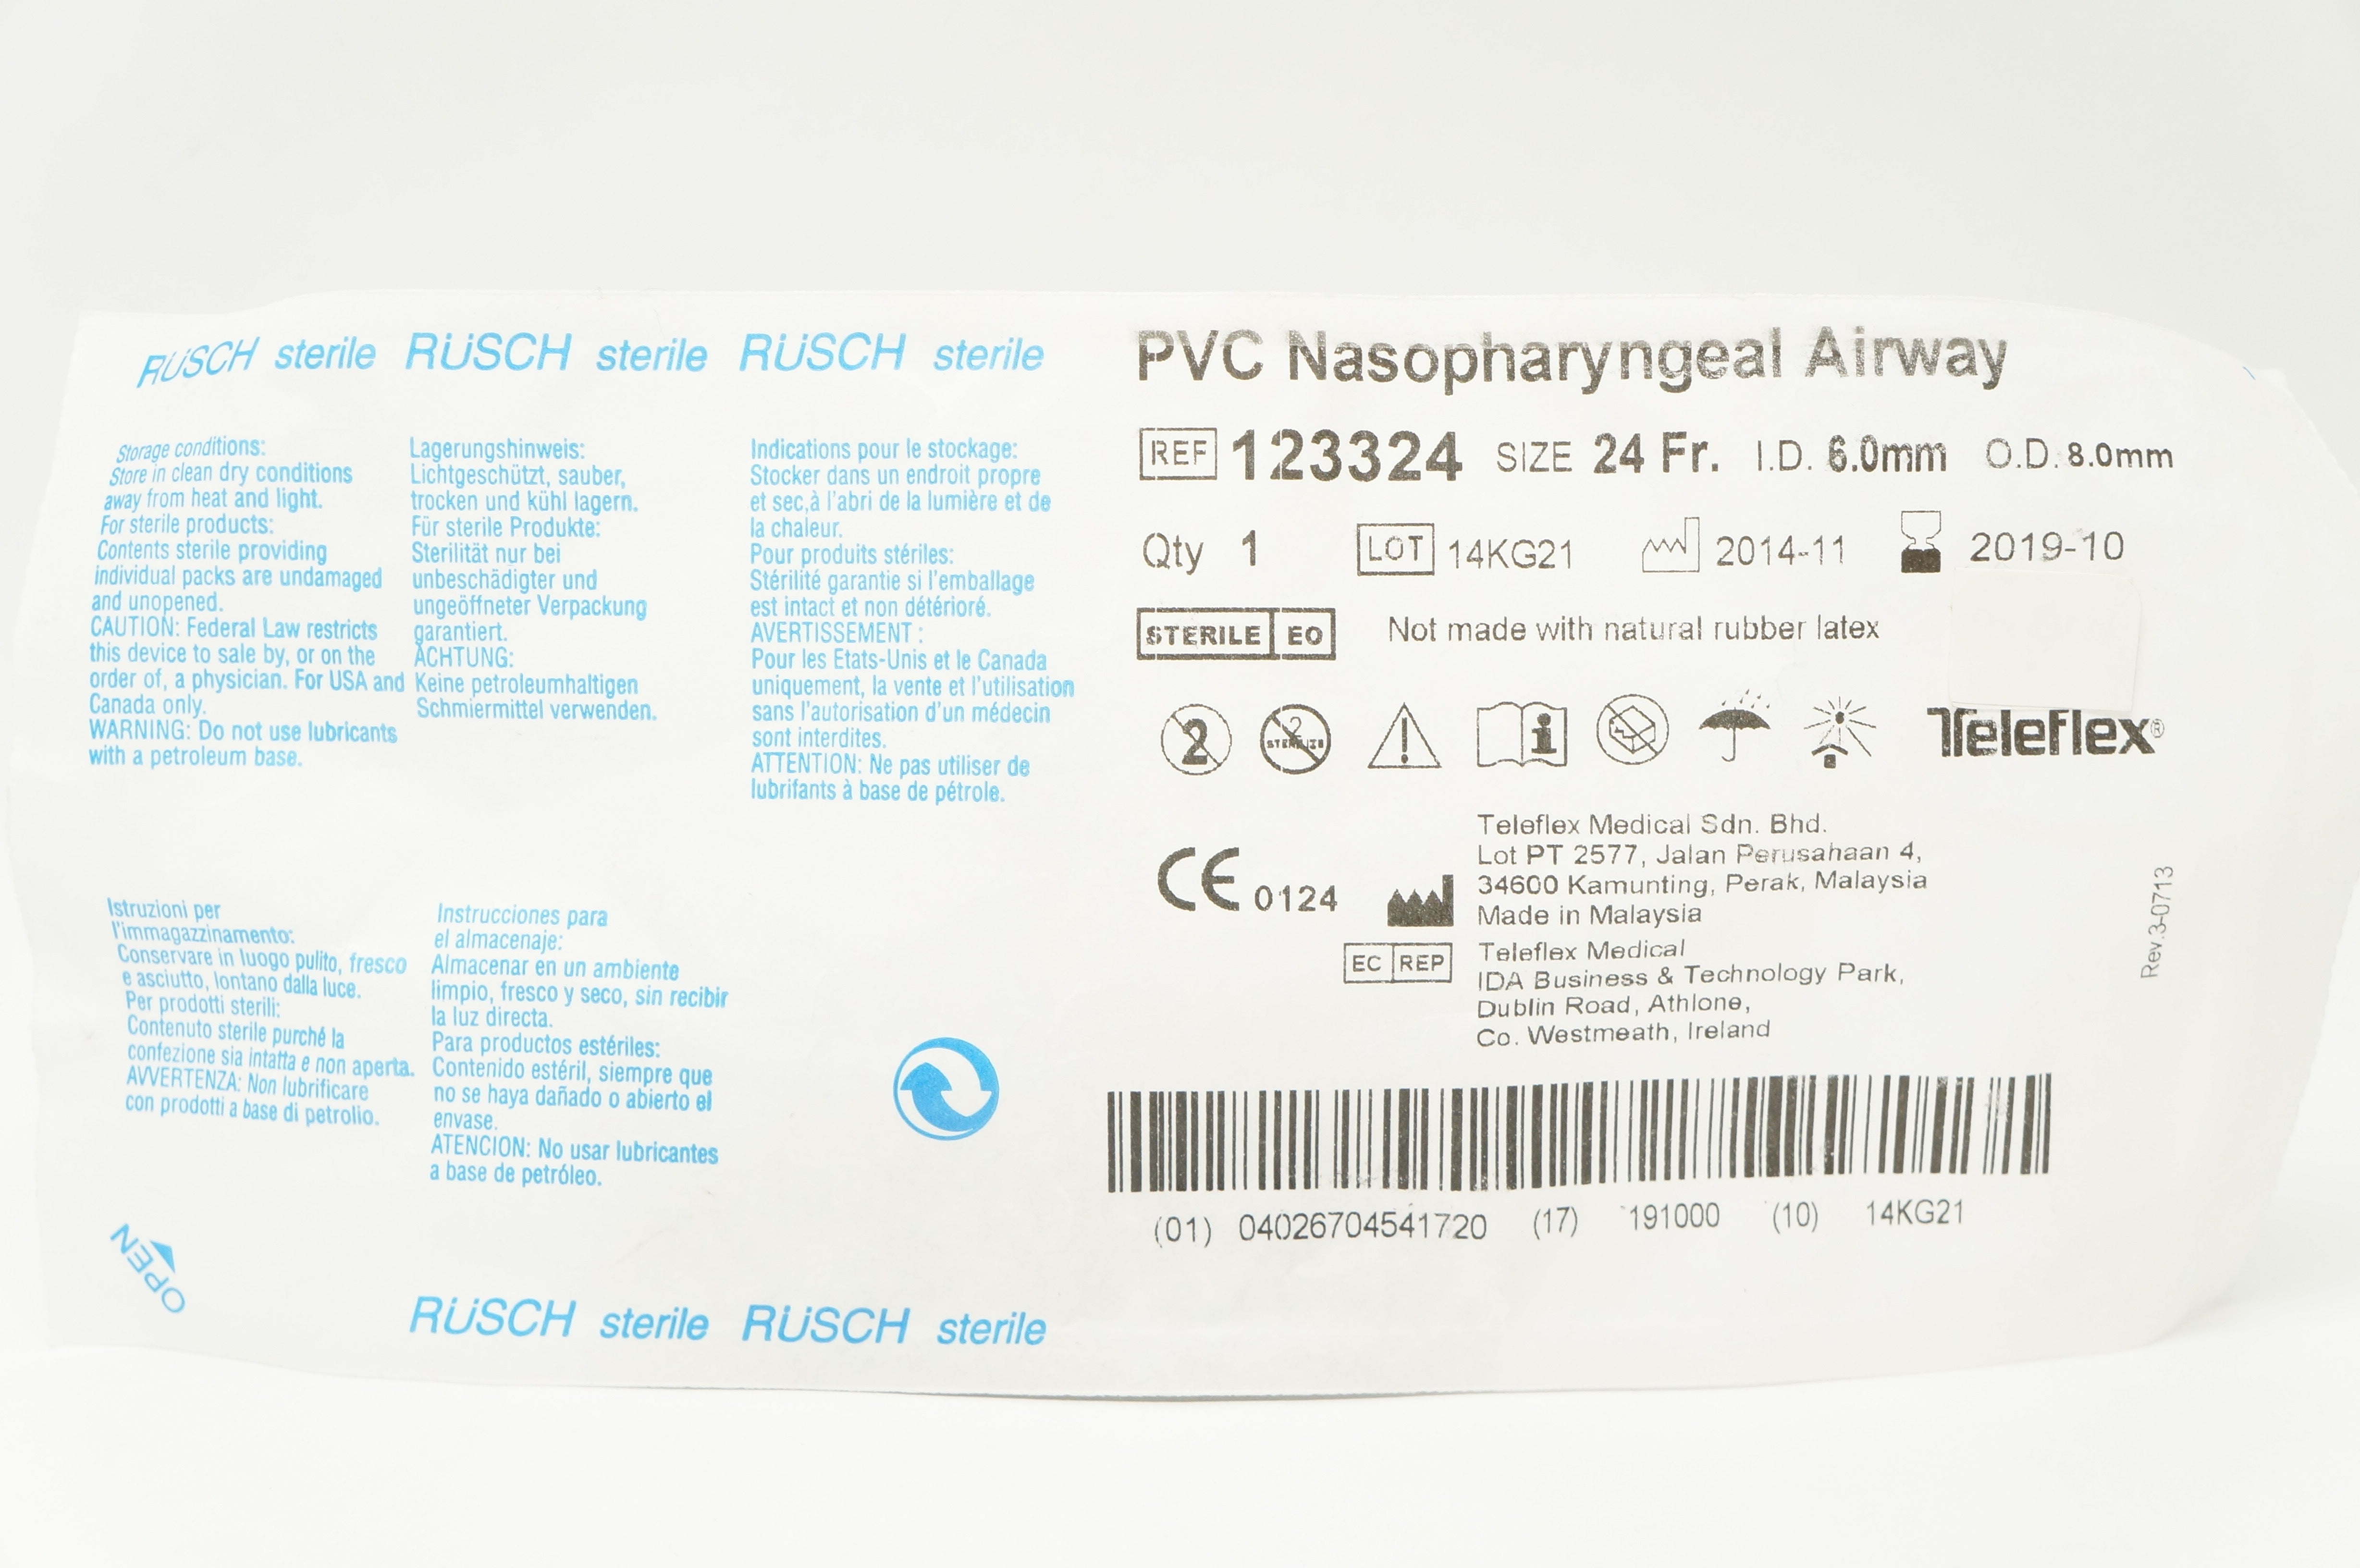 RÜSCH sterile RÜSCH sterile RÜSCH sterile
Storage conditions:
Store in clean dry conditions
away from heat and light.
For sterile products:
Contents sterile providing
individual packs are undamaged
and unopened.
CAUTION: Federal Law restricts
this device to sale by, or on the
order of, a physician. For USA and
Canada only.
WARNING: Do not use lubricants
with a petroleum base.
Lagerungshinweis:
Lichtgeschützt, sauber,
trocken und kühl lagern.
Für sterile Produkte:
Sterilität nur bei
unbeschädigter und
ungeöffneter Verpackung
garantiert.
ACHTUNG:
Keine petroleumhaltigen
Schmiermittel verwenden.
Indications pour le stockage:
Stocker dans un endroit propre
et sec,à l'abri de la lumière et de
la chaleur.
Pour produits stériles:
Stérilité garantie si l'emballage
est intact et non détérioré.
AVERTISSEMENT :
Pour les Etats-Unis et le Canada
uniquement, la vente et l'utilisation
sans l'autorisation d'un médecin
sont interdites.
ATTENTION: Ne pas utiliser de
lubrifants à base de pétrole.
Istruzioni per
l'immagazzinamento:
Conservare in luogo pulito, fresco
e asciutto, lontano dalla luce.
Per prodotti sterili:
Contenuto sterile purché la
confezione sia intatta e non aperta.
AVVERTENZA: Non lubrificare
con prodotti a base di petrolio.
Instrucciones para
el almacenaje:
Almacenar en un ambiente
limpio, fresco y seco, sin recibir
la luz directa.
Para productos estériles:
Contenido estéril, siempre que
no se haya dañado o abierto el
envase.
ATENCION: No usar lubricantes
a base de petróleo.
OPEN
RÜSCH sterile RÜSCH sterile
PVC Nasopharyngeal Airway
REF 123324 SIZE 24 Fr. I.D. 6.0mm O.D. 8.0mm
Qty 1 LOT 14KG21 2014-11 2019-10
STERILE EO Not made with natural rubber latex
2 2 STERILIZE i Teleflex®
CE 0124
Teleflex Medical Sdn. Bhd.
Lot PT 2577, Jalan Perusahaan 4,
34600 Kamunting, Perak, Malaysia
Made in Malaysia
EC REP
Teleflex Medical
IDA Business & Technology Park,
Dublin Road, Athlone,
Co. Westmeath, Ireland
Rev.3-0713
(01) 04026704541720 (17) 191000 (10) 14KG21